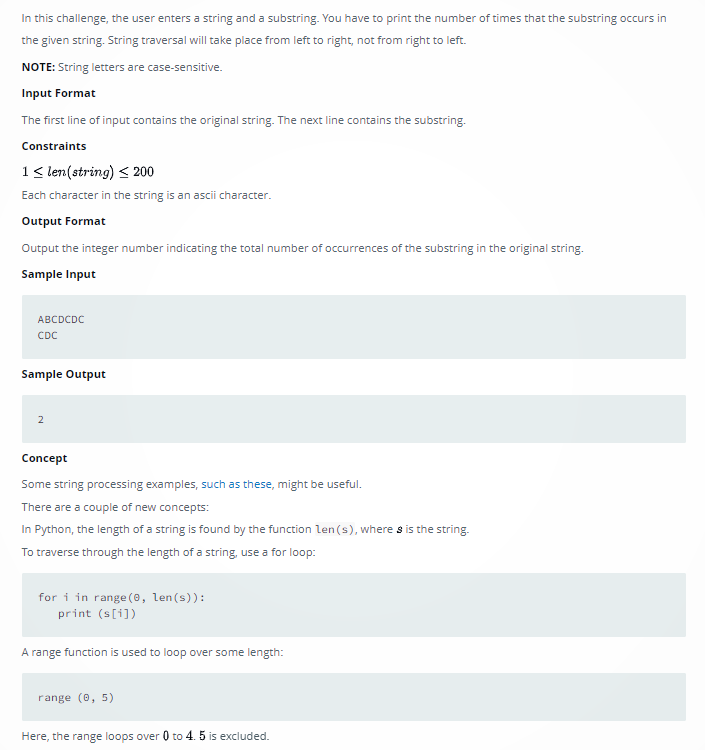 In this challenge, the user enters a string and a substring. You have to print the number of times that the substring occurs in
the given string. String traversal will take place from left to right, not from right to left.
NOTE: String letters are case-sensitive.
Input Format
The first line of input contains the original string. The next line contains the substring.
Constraints
1 ≤ len(string) ≤ 200
Each character in the string is an ascii character.
Output Format
Output the integer number indicating the total number of occurrences of the substring in the original string.
Sample Input
ABCDCDC
CDC
Sample Output
2
Concept
Some string processing examples, such as these, might be useful.
There are a couple of new concepts:
In Python, the length of a string is found by the function len(s), where s is the string.
To traverse through the length of a string, use a for loop:
for i in range(0, len(s)):
    print (s[i])
A range function is used to loop over some length:
range (0, 5)
Here, the range loops over 0 to 4. 5 is excluded.